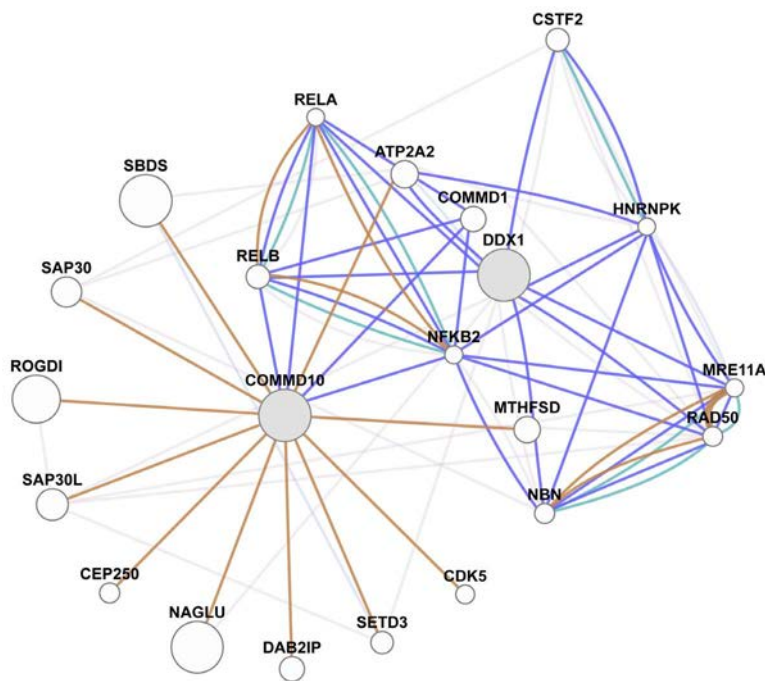 CSTF2
RELA
ATP2A2
SBDS
COMMD1
HNRNPK
DDX1
RELB
SAP30
NFKB2
ROGDI
COMMD10
MRE11A
MTHFSD
RAD50
SAP30L
NBN
CEP250
CDK5
NAGLU
SETD3
DAB2IP